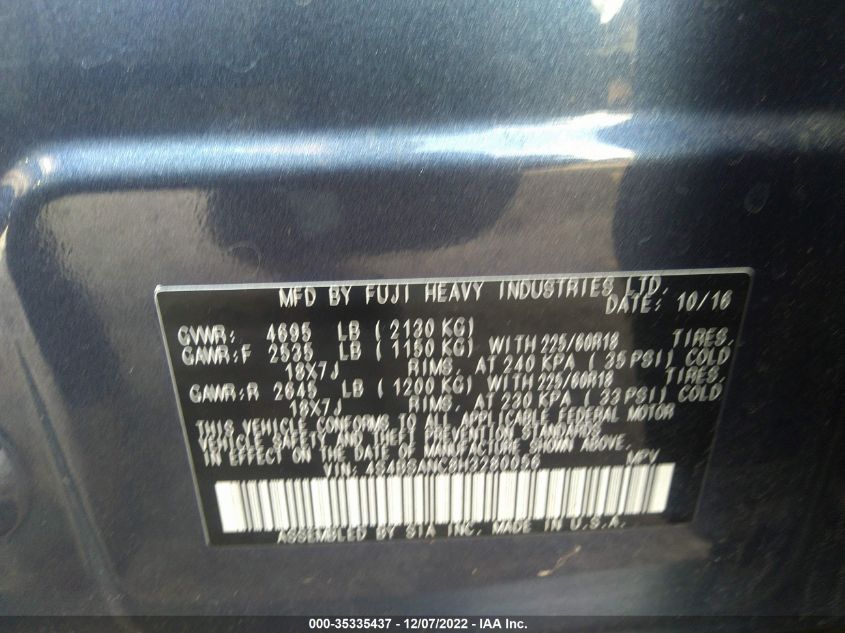 MFD BY FUJI HEAVY INDUSTRIES LTD.
DATE: 10/16
GVWR: 4695 LB ( 2130 KG)
GAWR:F 2535 LB ( 1150 KG) WITH 225/60R18 TIRES,
18X7J RIMS, AT 240 KPA ( 35 PSI) COLD
GAWR:R 2645 LB ( 1200 KG) WITH 225/60R18 TIRES,
18X7J RIMS, AT 230 KPA ( 33 PSI) COLD
THIS VEHICLE CONFORMS TO ALL APPLICABLE FEDERAL MOTOR
VEHICLE SAFETY AND THEFT PREVENTION STANDARDS
IN EFFECT ON THE DATE OF MANUFACTURE SHOWN ABOVE.
VIN: 4S4BSANC8H3280056 MPV
ASSEMBLED BY SIA INC. MADE IN U.S.A.
000-35335437 - 12/07/2022 - IAA Inc.